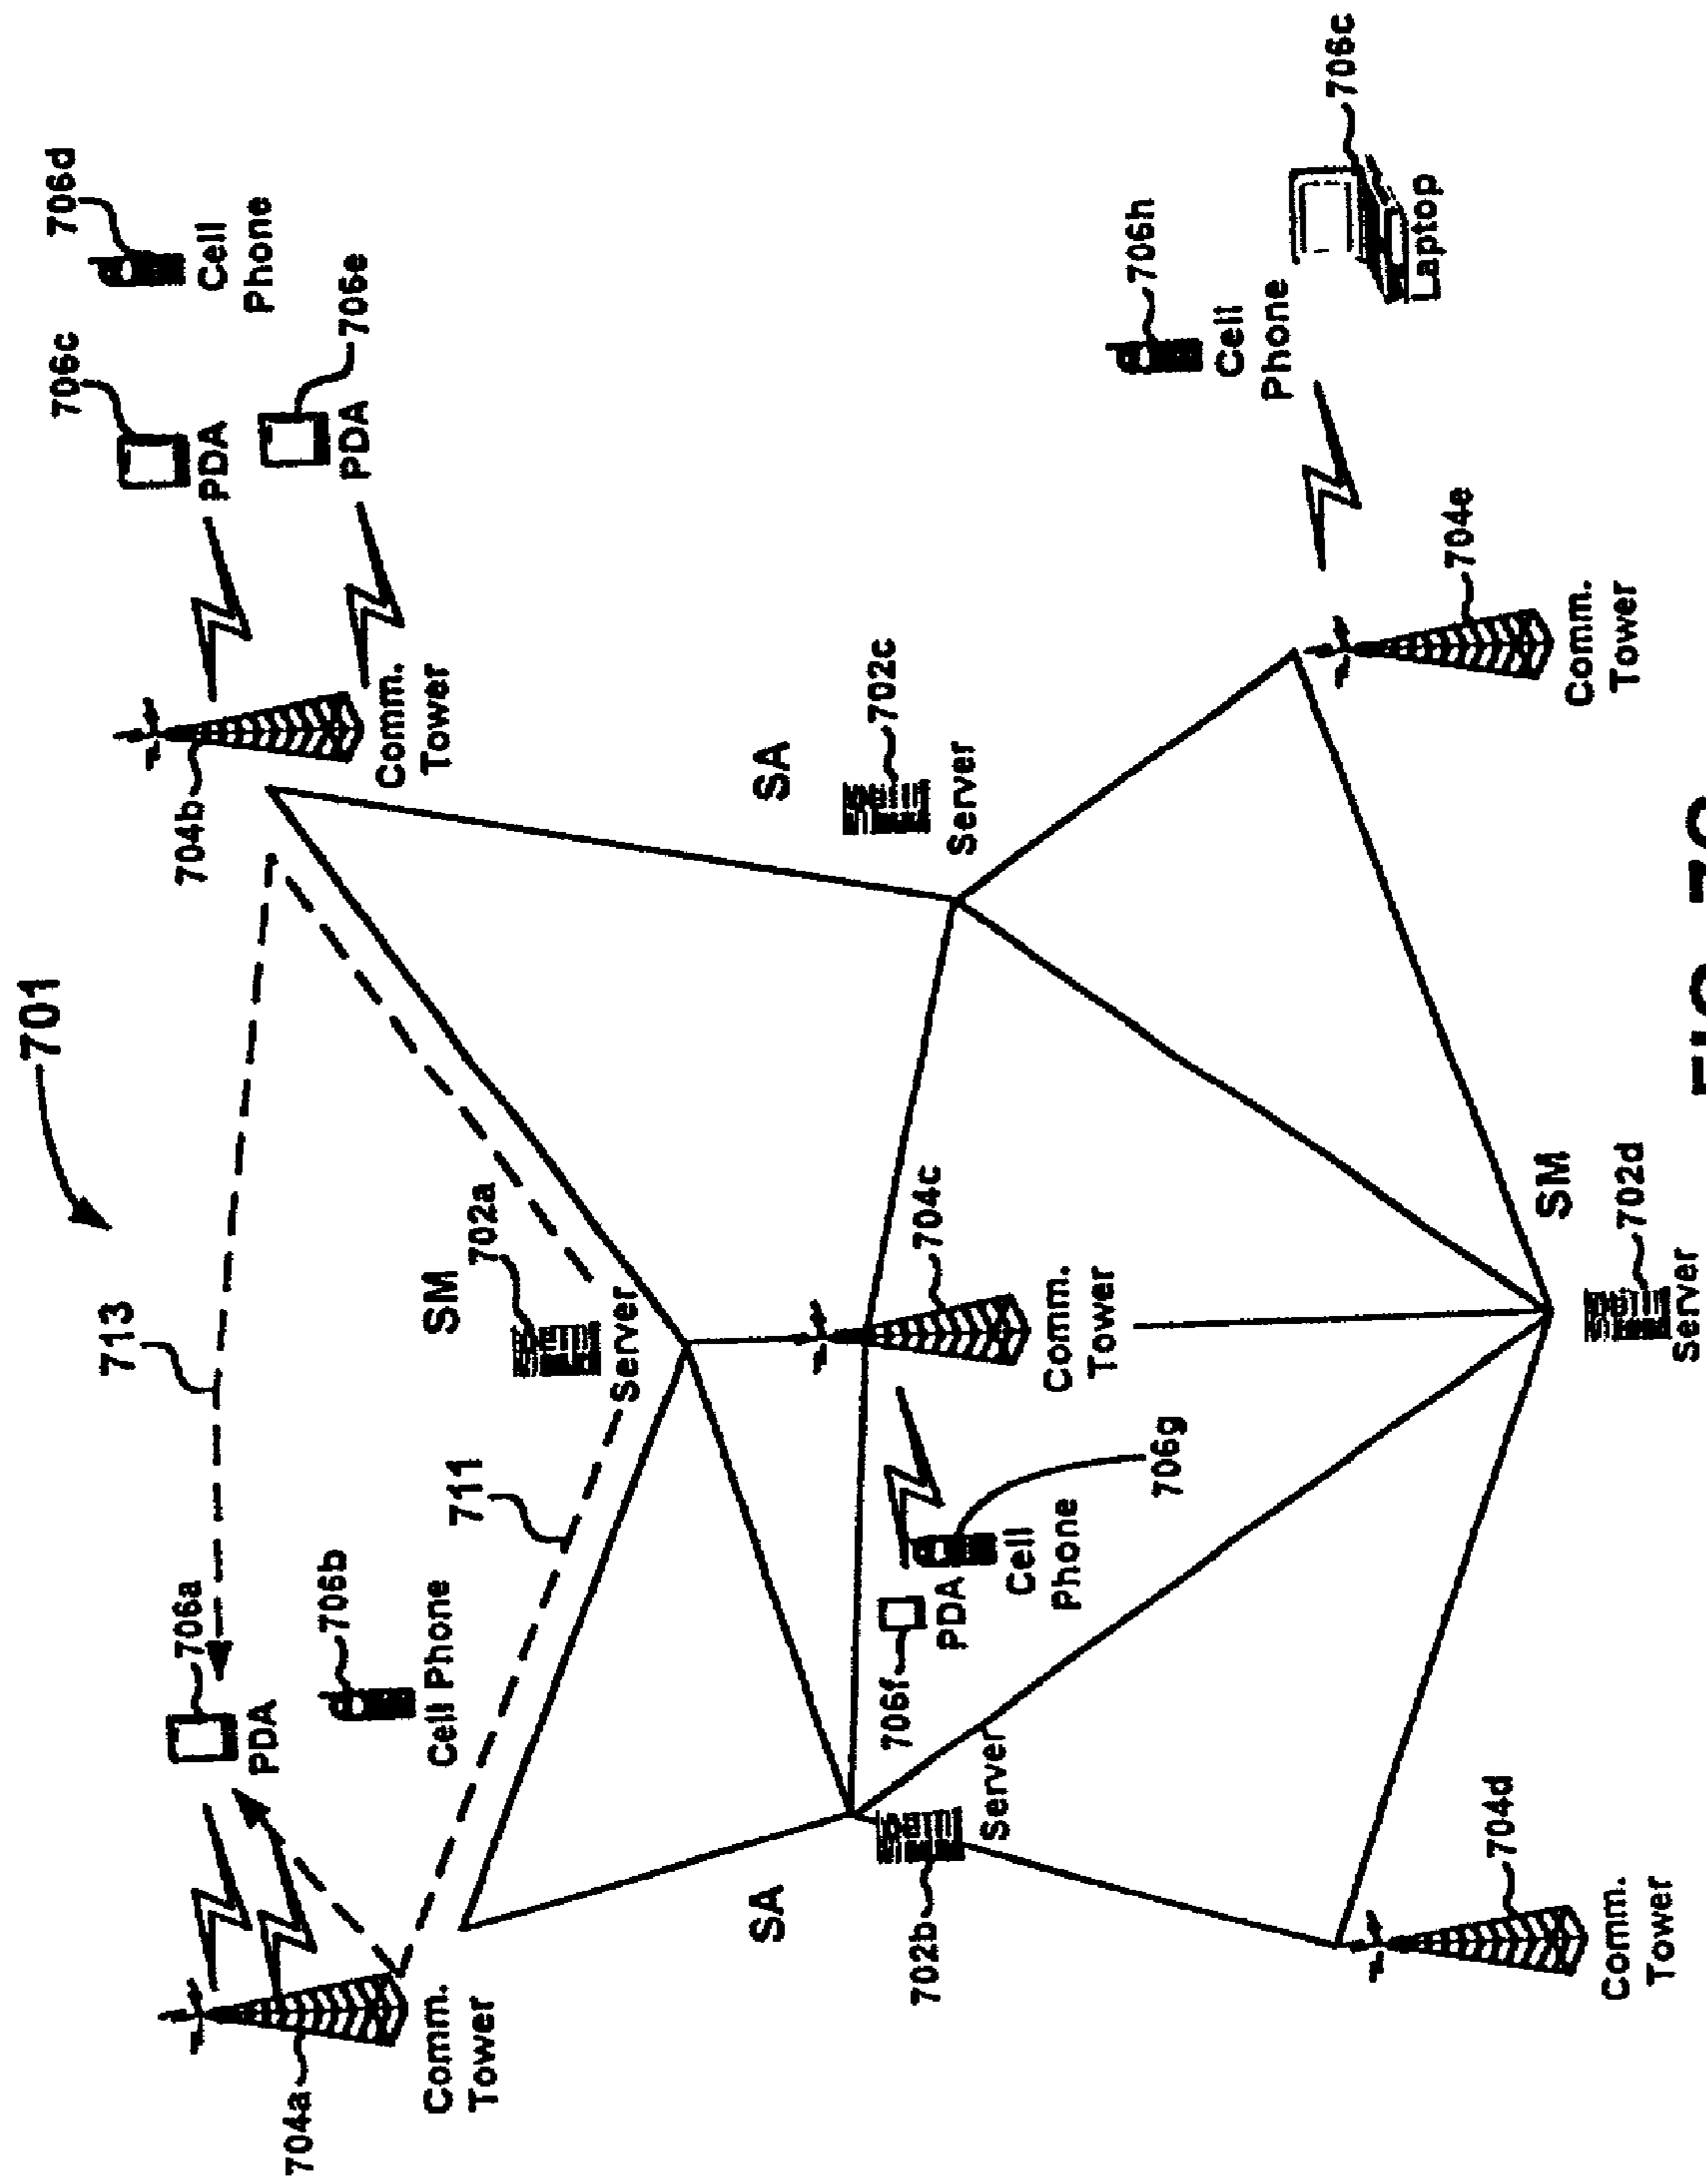 701
713
704a
Comm.
Tower
706a
PDA
706b
Cell Phone
711
SM
702a
Server
704b
Comm.
Tower
706c
PDA
706d
Cell
Phone
706e
PDA
SA
702b
Server
706f
PDA
Cell
Phone
706g
704c
Comm.
Tower
SA
702c
Server
706h
Cell
Phone
706c
Laptop
704d
Comm.
Tower
SM
702d
Server
704e
Comm.
Tower